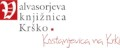 Valvasorjeva
knjižnica
Krško.
Kostanjevica na Krki